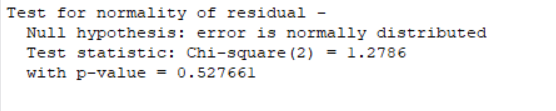 Test for normality of residual -
Null hypothesis: error is normally distributed
Test statistic: Chi-square(2) = 1.2786
with p-value = 0.527661